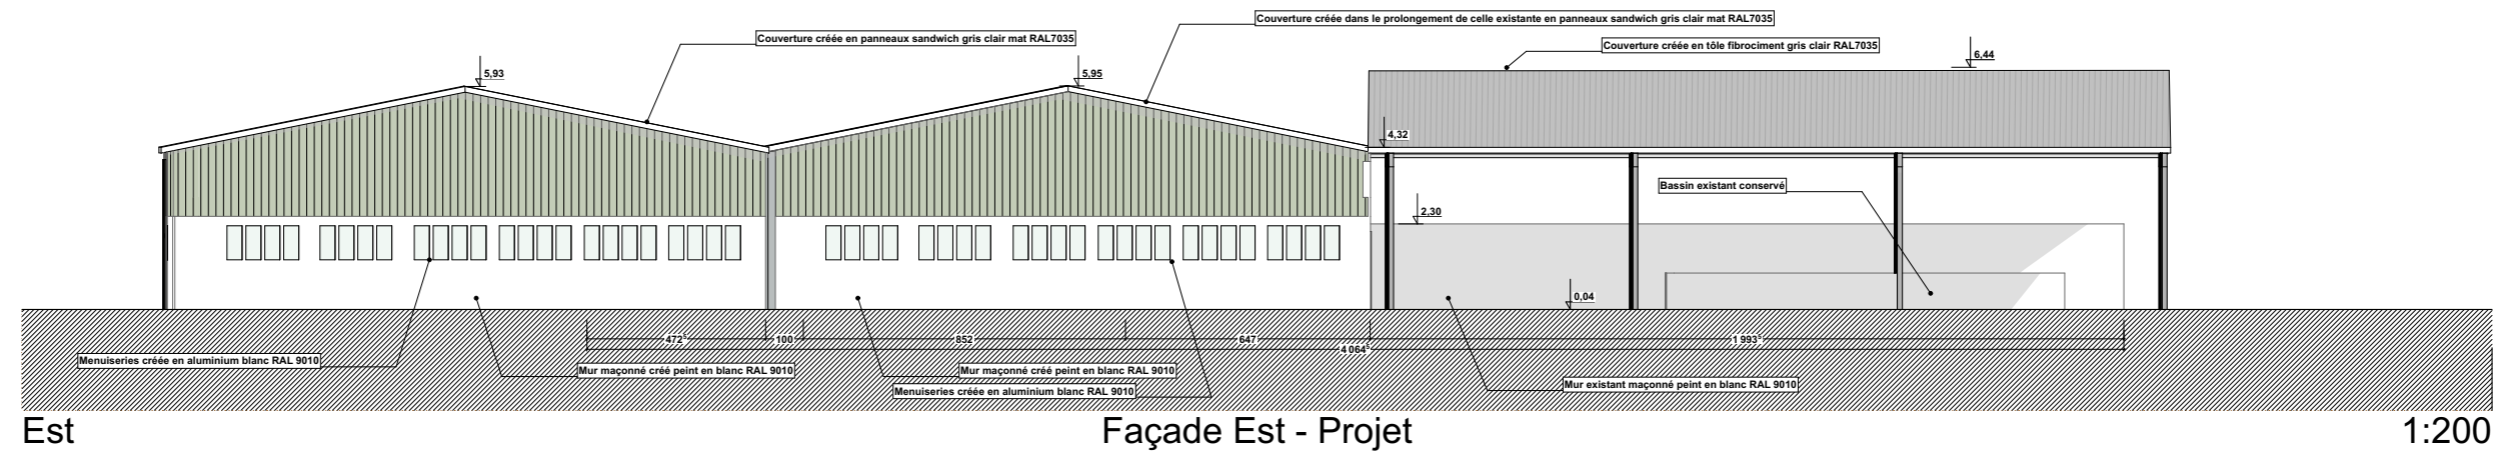 Couverture créée dans le prolongement de celle existante en panneaux sandwich gris clair mat RAL7035
Couverture créée en panneaux sandwich gris clair mat RAL7035
Couverture créée en tôle fibrociment gris clair RAL7035
6,44
5,93
5,95
4,32
Bassin existant conservé
2,30
0,04
472⁵
100
852
647
1 993⁵
4 064⁵
Menuiseries créée en aluminium blanc RAL 9010
Mur maçonné créé peint en blanc RAL 9010
Mur maçonné créé peint en blanc RAL 9010
Mur existant maçonné peint en blanc RAL 9010
Menuiseries créée en aluminium blanc RAL 9010
Est
Façade Est - Projet
1:200